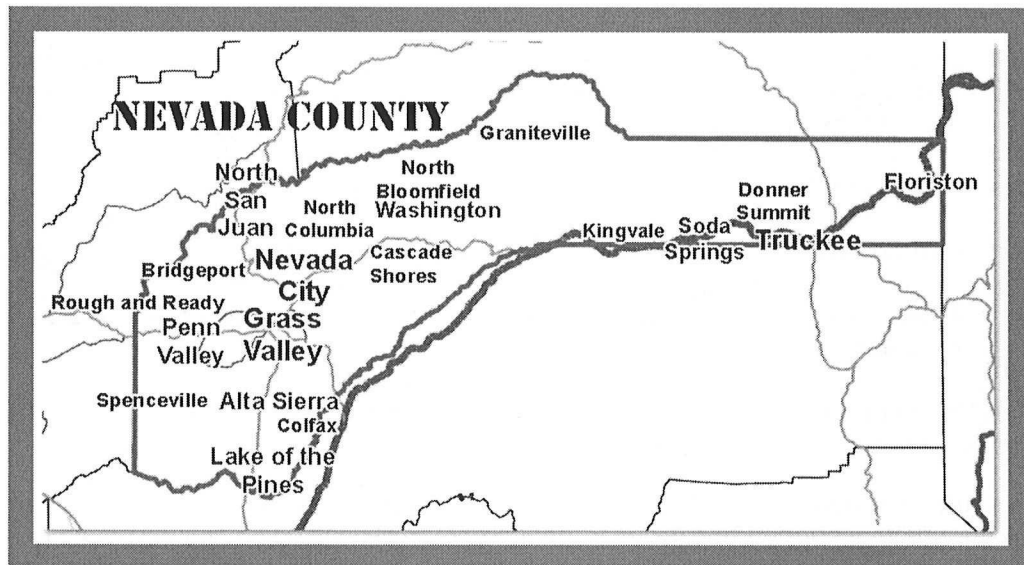 NEVADA COUNTY
Graniteville
North
San
Juan
North
Bloomfield
Washington
North
Columbia
Floriston
Donner
Summit
Truckee
Kingvale
Soda
Springs
Cascade
Shores
Nevada
City
Bridgeport
Rough and Ready
Grass
Valley
Penn
Valley
Spenceville
Alta Sierra
Colfax
Lake of the
Pines